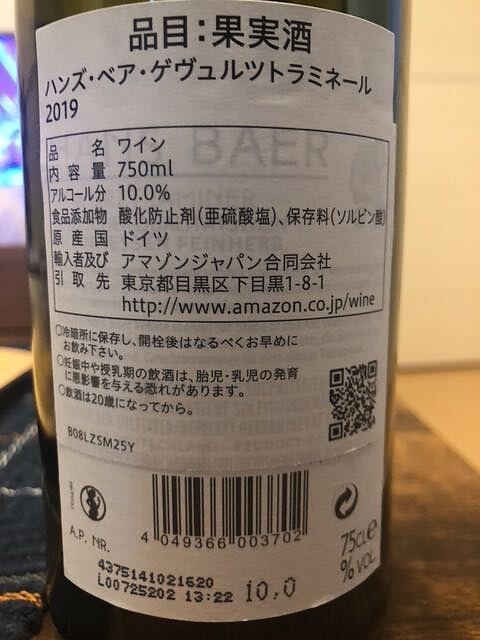 品目：果実酒
ハンズ・ベア・ゲヴュルツトラミネール
2019
品名 ワイン
内容量 750ml
アルコール分 10.0%
食品添加物 酸化防止剤(亜硫酸塩)、保存料(ソルビン酸)
原産国 ドイツ
輸入者及び アマゾンジャパン合同会社
引取先 東京都目黒区下目黒1-8-1
http://www.amazon.co.jp/wine
○冷暗所に保存し、開栓後はなるべくお早めに
お飲み下さい。
○妊娠中や授乳期の飲酒は、胎児・乳児の発育
に悪影響を与える恐れがあります。
○飲酒は20歳になってから。
B08LZSM25Y
4 049366 003702
A.P. NR.
75CLe
% VOL
4375141021620
L00725202 13:22 10,0